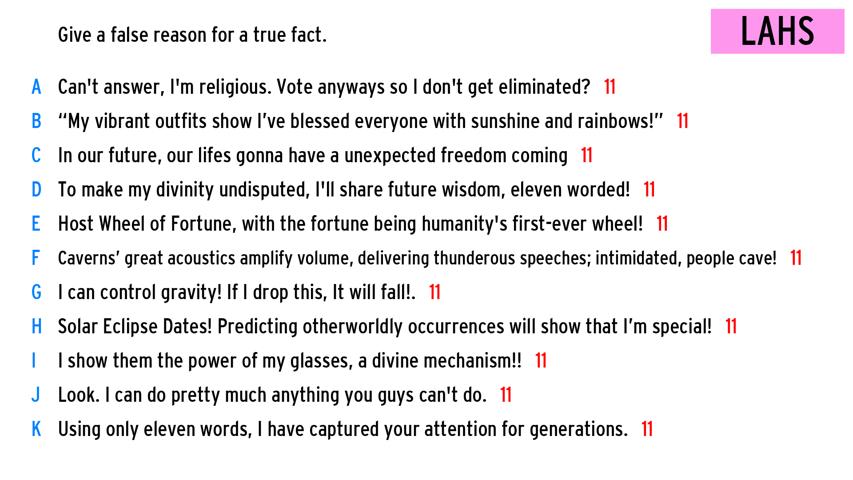 Give a false reason for a true fact.
LAHS
A Can't answer, I'm religious. Vote anyways so I don't get eliminated? 11
B “My vibrant outfits show I’ve blessed everyone with sunshine and rainbows!” 11
C In our future, our lifes gonna have a unexpected freedom coming 11
D To make my divinity undisputed, I'll share future wisdom, eleven worded! 11
E Host Wheel of Fortune, with the fortune being humanity's first-ever wheel! 11
F Caverns’ great acoustics amplify volume, delivering thunderous speeches; intimidated, people cave! 11
G I can control gravity! If I drop this, It will fall!. 11
H Solar Eclipse Dates! Predicting otherworldly occurrences will show that I’m special! 11
I I show them the power of my glasses, a divine mechanism!! 11
J Look. I can do pretty much anything you guys can't do. 11
K Using only eleven words, I have captured your attention for generations. 11